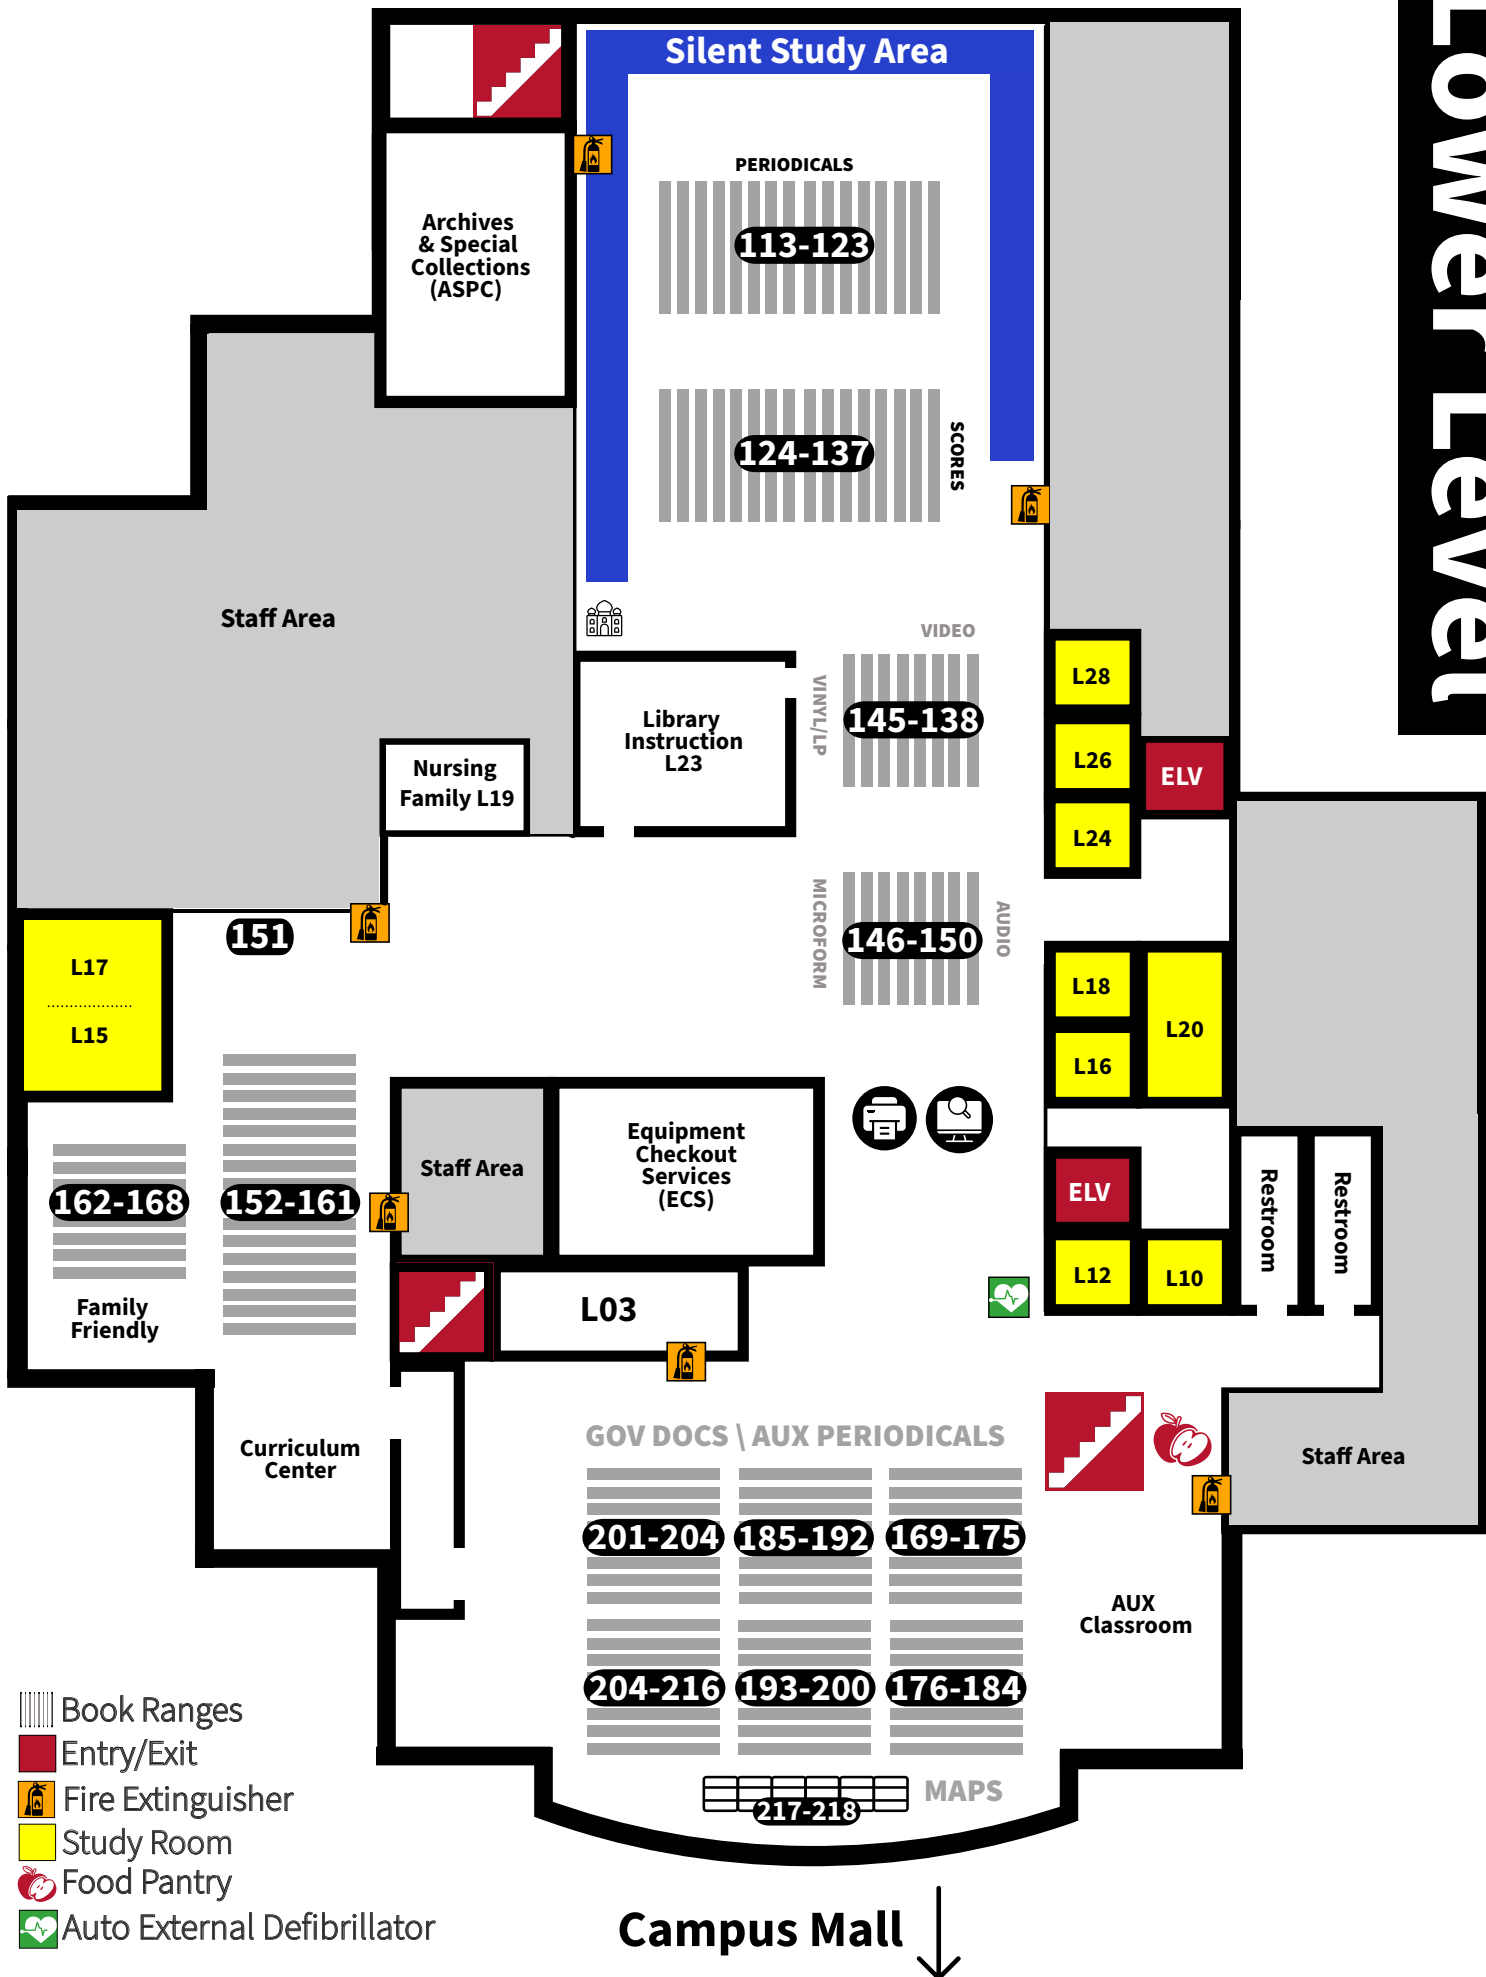 Lower Level
Silent Study Area
PERIODICALS
113-123
Archives
& Special
Collections
(ASPC)
124-137
SCORES
Staff Area
VIDEO
VINYL/LP
145-138
Library
Instruction
L23
Nursing
Family L19
L28
L26
ELV
L24
151
MICROFORM
146-150
AUDIO
L17
L15
L18
L20
L16
Staff Area
Equipment
Checkout
Services
(ECS)
162-168
152-161
ELV
Restroom
Restroom
L12
L10
Family
Friendly
L03
Curriculum
Center
GOV DOCS \ AUX PERIODICALS
Staff Area
201-204
185-192
169-175
AUX
Classroom
204-216
193-200
176-184
MAPS
217-218
Book Ranges
Entry/Exit
Fire Extinguisher
Study Room
Food Pantry
Auto External Defibrillator
Campus Mall